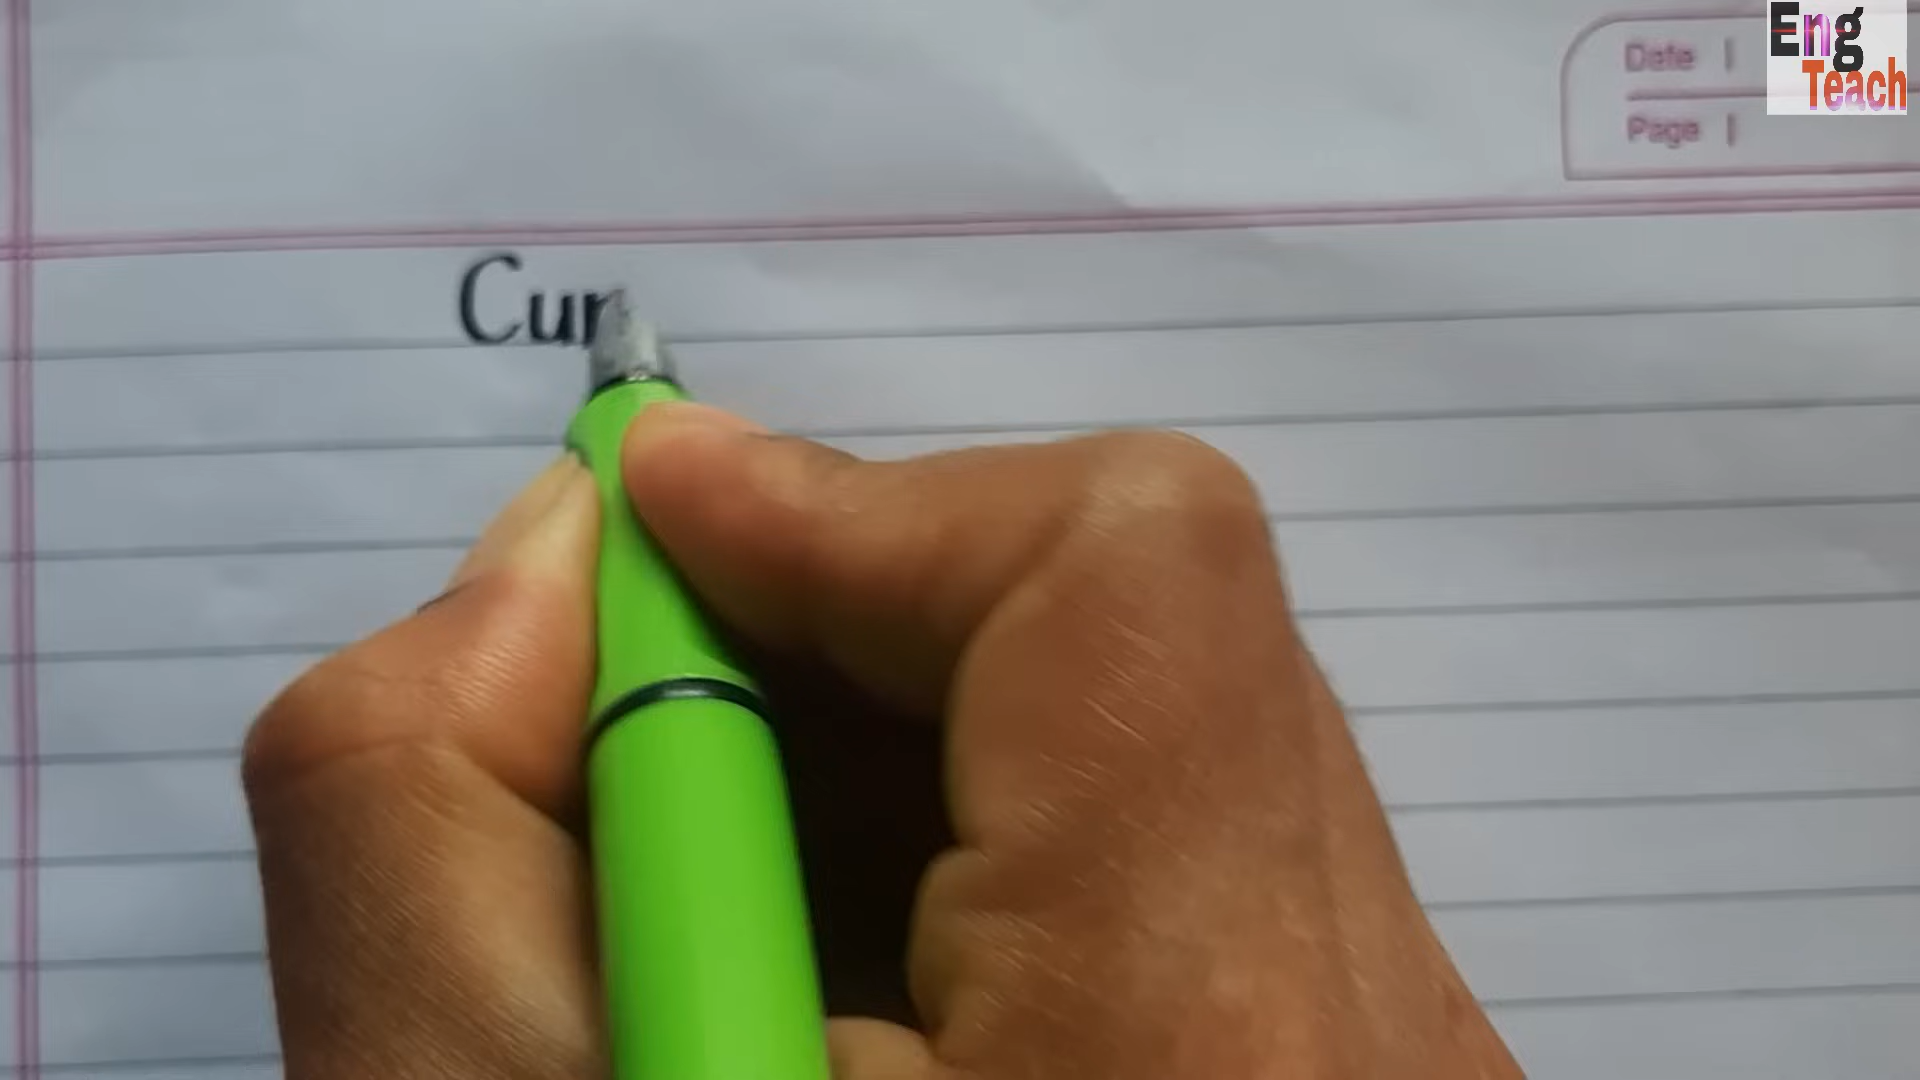 Eng
Teach
Date |
Page |
Cur